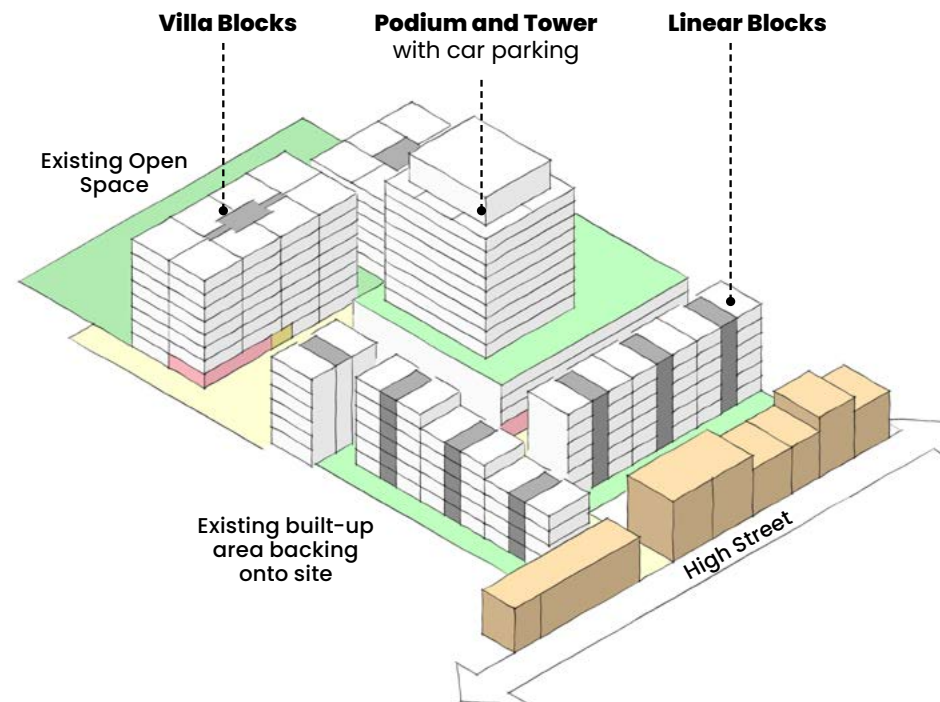 Villa Blocks
Podium and Tower
with car parking
Linear Blocks
Existing Open
Space
Existing built-up
area backing
onto site
High Street